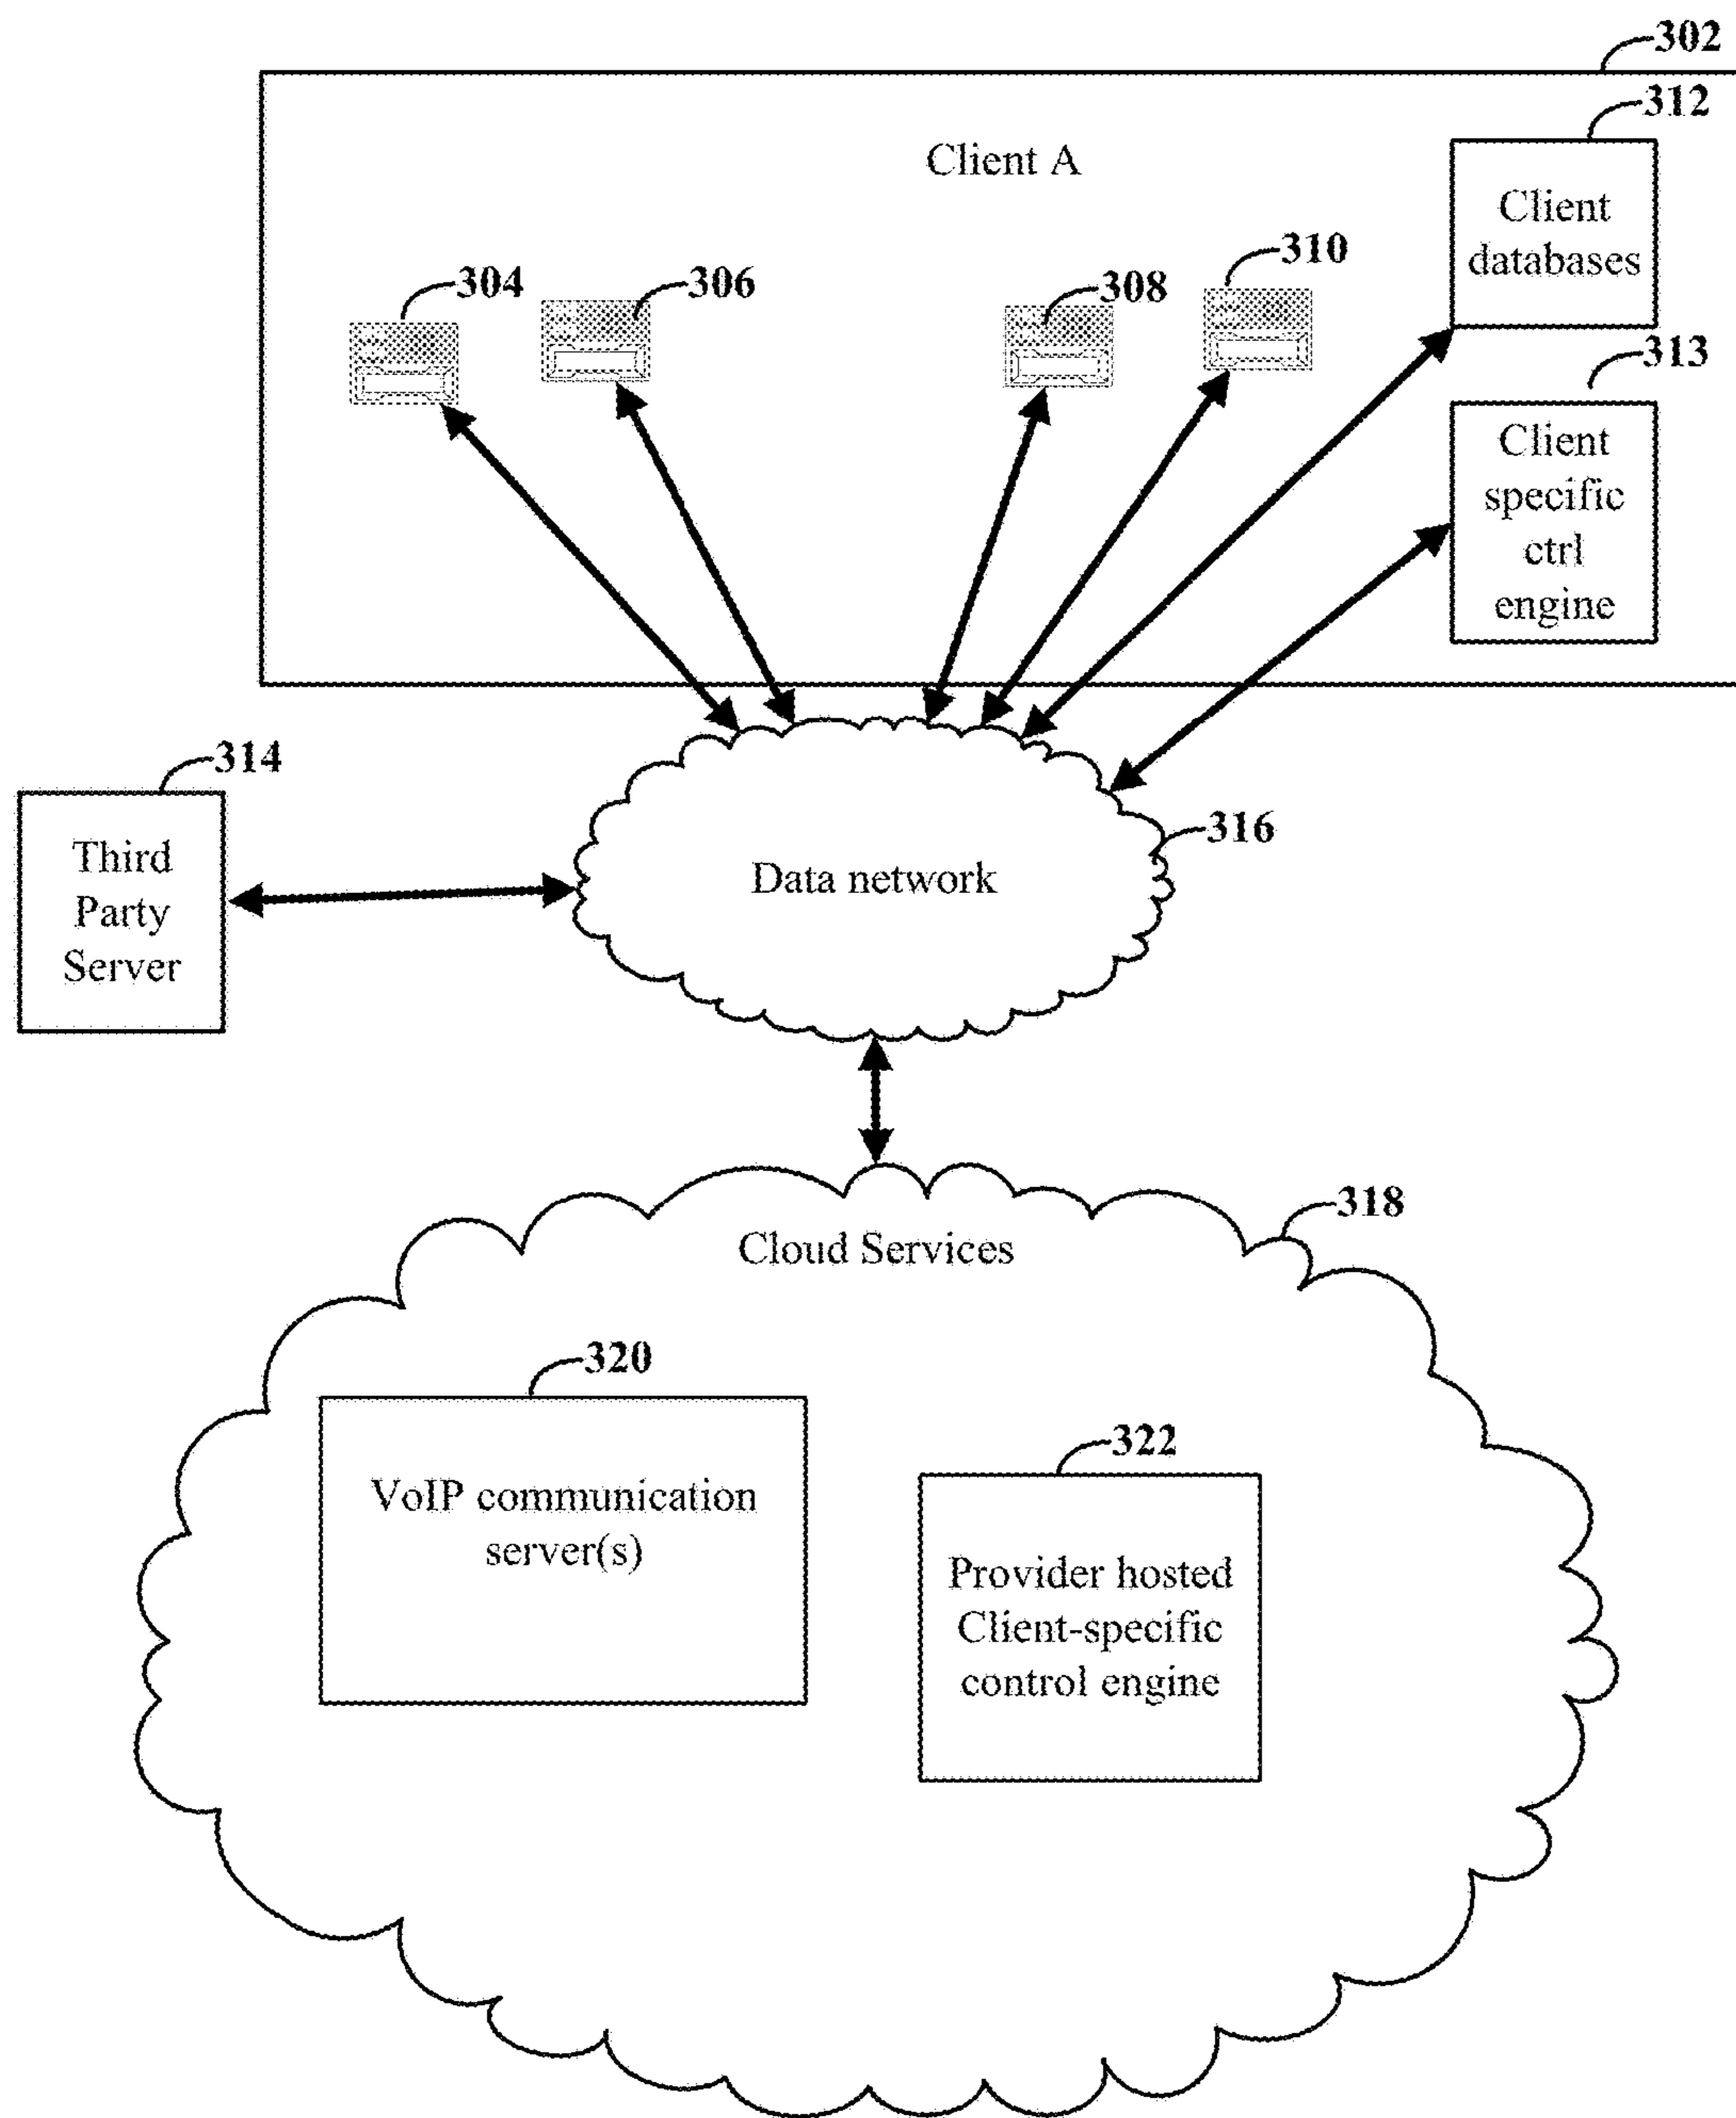 302
312
Client A
Client
databases
310
304
306
308
313
Client
specific
ctrl
engine
314
Third
Party
Server
316
Data network
318
Cloud Services
320
VoIP communication
server(s)
322
Provider hosted
Client-specific
control engine